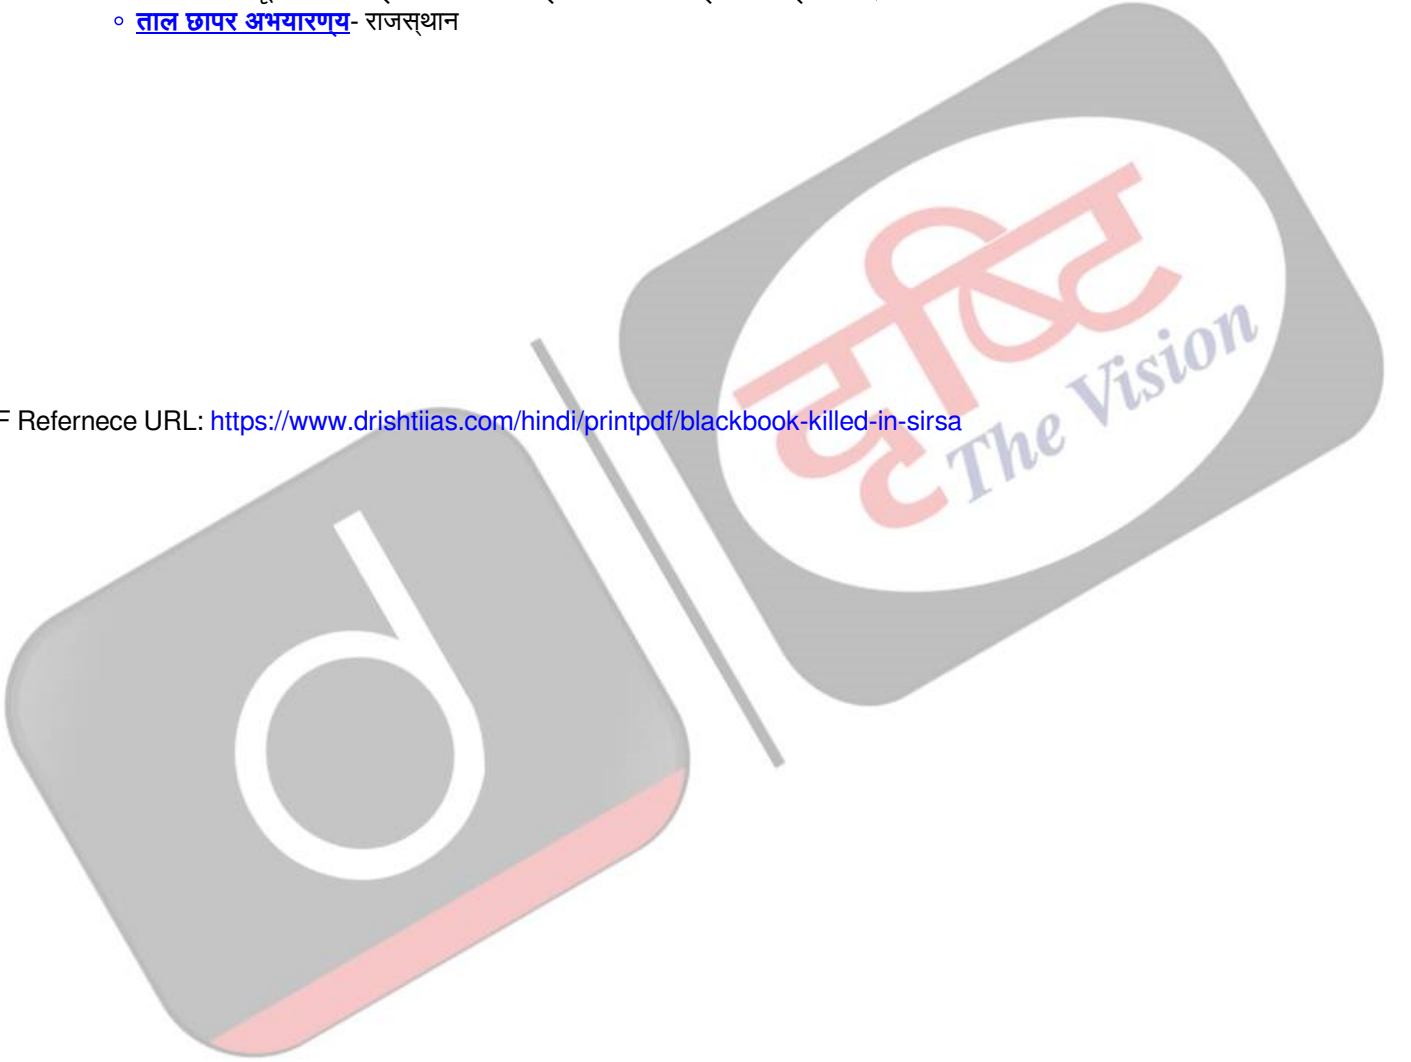 ताल छापर अभयारण्य- राजस्थान
F Refernece URL: https://www.drishtiias.com/hindi/printpdf/blackbook-killed-in-sirsa
दृष्टि
The Vision
d